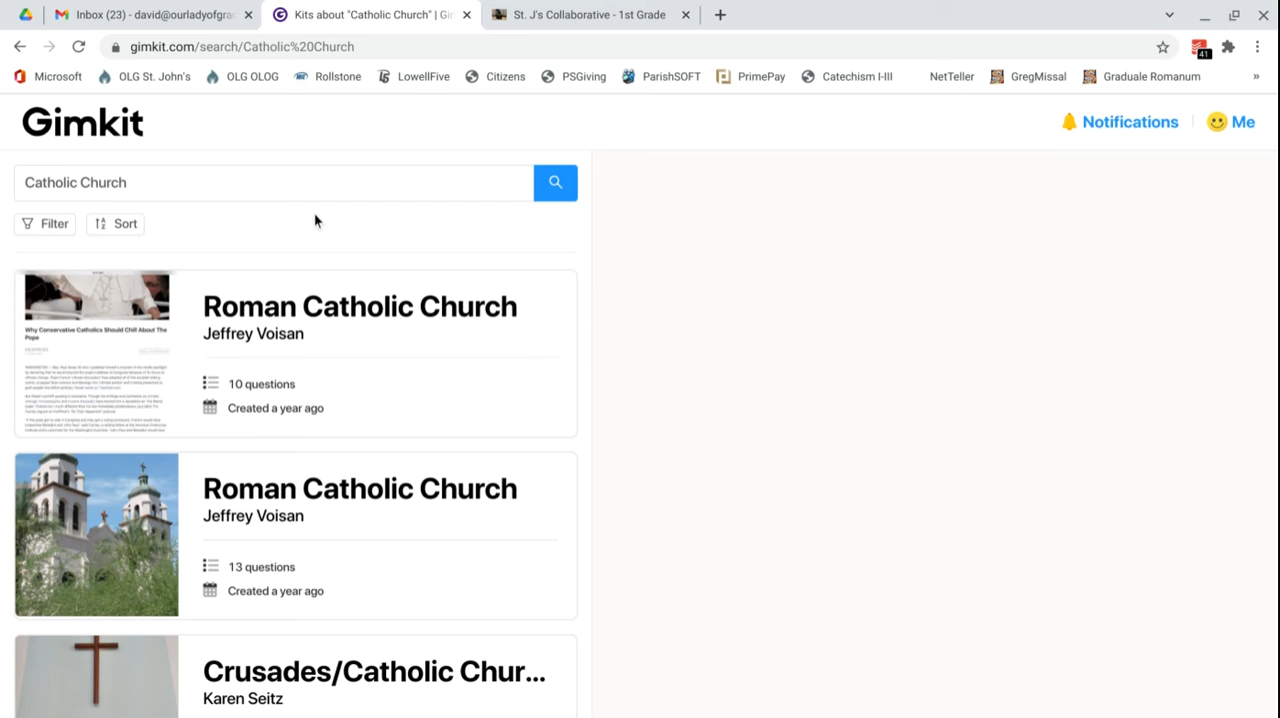 Inbox (23) - david@ourladyofgrac
Kits about "Catholic Church" | Gir
St. J's Collaborative - 1st Grade
gimkit.com/search/Catholic%20Church
41
Microsoft
OLG St. John's
OLG OLOG
Rollstone
LowellFive
Citizens
PSGiving
ParishSOFT
PrimePay
Catechism I-III
NetTeller
GregMissal
Graduale Romanum
»
Gimkit
Notifications
Me
Catholic Church
Filter
Sort
Why Conservative Catholics Should Chill About The
Pope
Roman Catholic Church
Jeffrey Voisan
10 questions
Created a year ago
Roman Catholic Church
Jeffrey Voisan
13 questions
Created a year ago
Crusades/Catholic Chur...
Karen Seitz